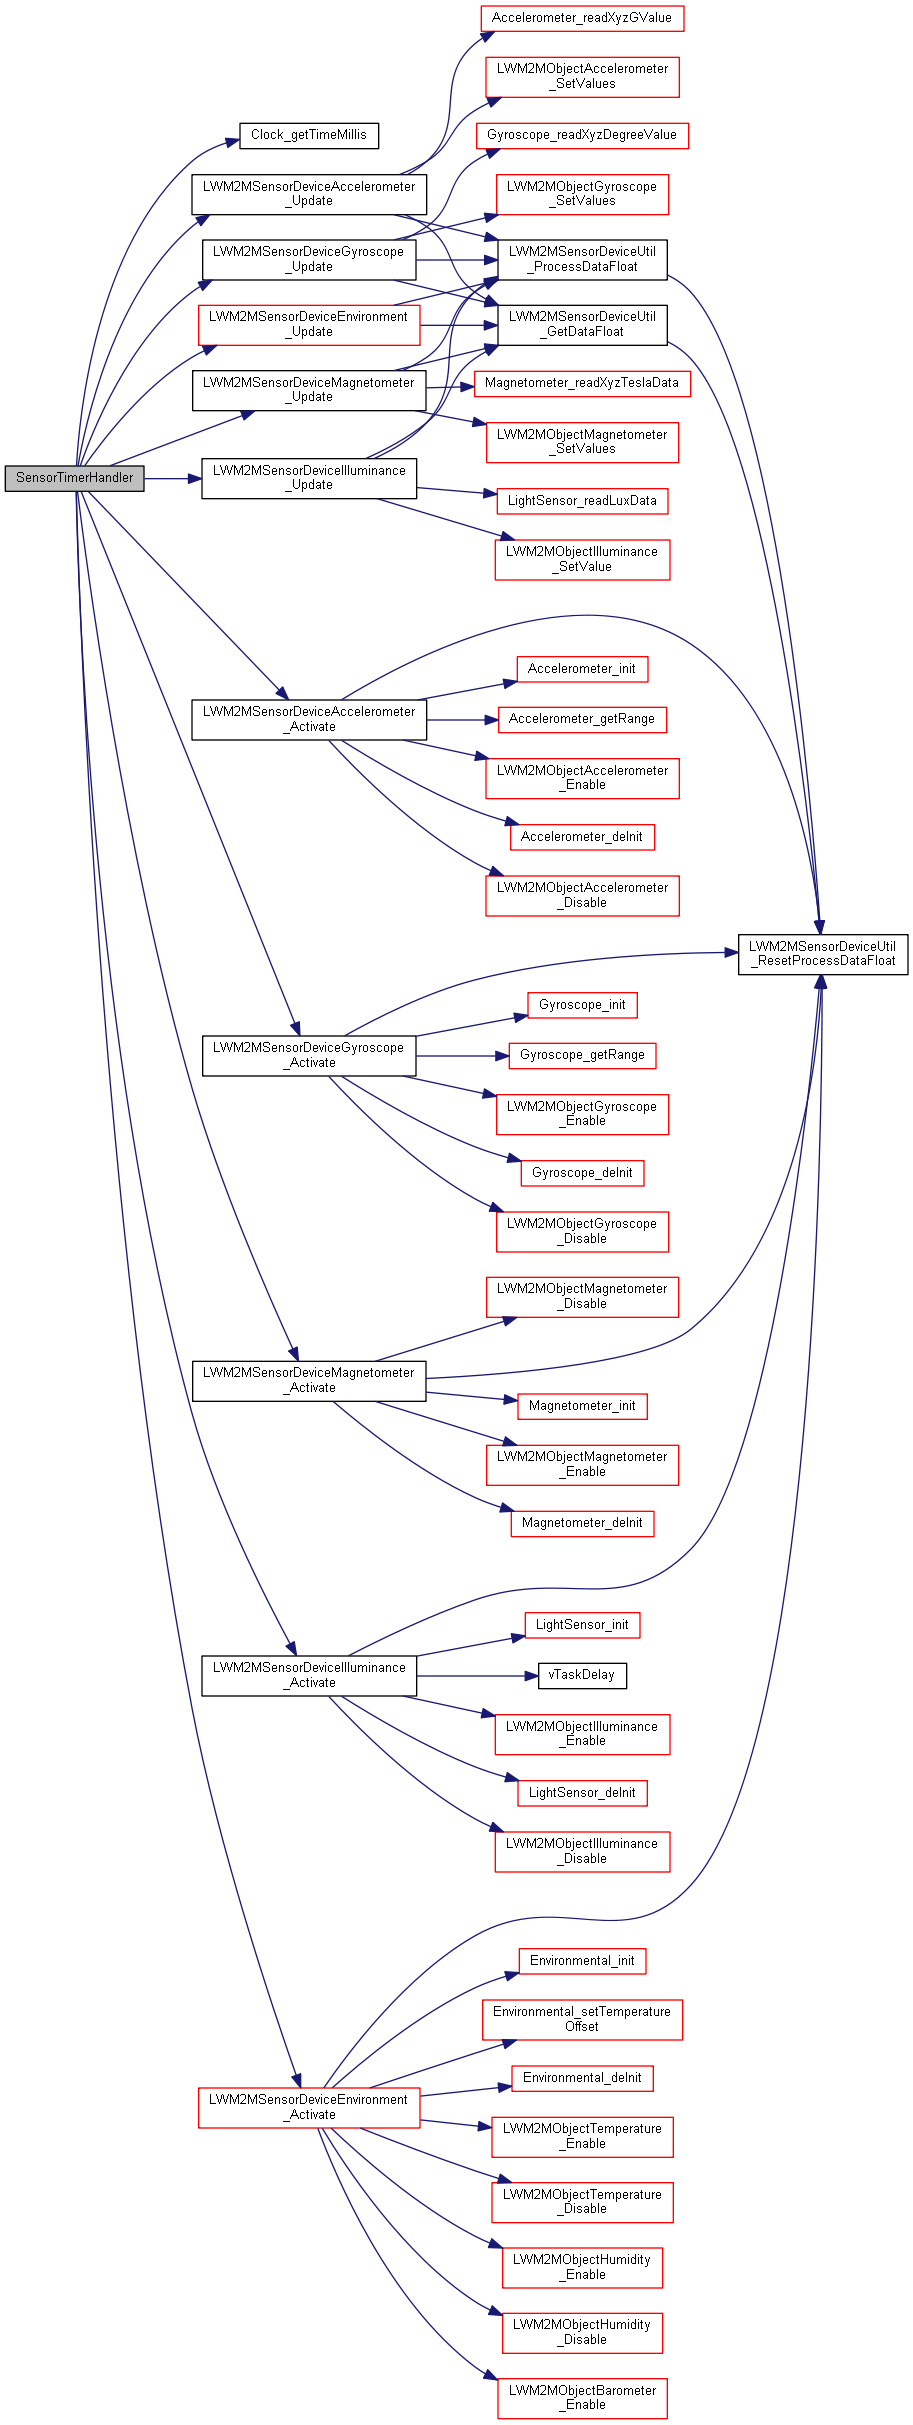 Accelerometer_readXyzGValue
LWM2MObjectAccelerometer
_SetValues
Clock_getTimeMillis
Gyroscope_readXyzDegreeValue
LWM2MSensorDeviceAccelerometer
_Update
LWM2MObjectGyroscope
_SetValues
LWM2MSensorDeviceGyroscope
_Update
LWM2MSensorDeviceUtil
_ProcessDataFloat
LWM2MSensorDeviceEnvironment
_Update
LWM2MSensorDeviceUtil
_GetDataFloat
LWM2MSensorDeviceMagnetometer
_Update
Magnetometer_readXyzTeslaData
LWM2MObjectMagnetometer
_SetValues
SensorTimerHandler
LWM2MSensorDeviceIlluminance
_Update
LightSensor_readLuxData
LWM2MObjectIlluminance
_SetValue
Accelerometer_init
LWM2MSensorDeviceAccelerometer
_Activate
Accelerometer_getRange
LWM2MObjectAccelerometer
_Enable
Accelerometer_deInit
LWM2MObjectAccelerometer
_Disable
LWM2MSensorDeviceUtil
_ResetProcessDataFloat
Gyroscope_init
LWM2MSensorDeviceGyroscope
_Activate
Gyroscope_getRange
LWM2MObjectGyroscope
_Enable
Gyroscope_deInit
LWM2MObjectGyroscope
_Disable
LWM2MObjectMagnetometer
_Disable
LWM2MSensorDeviceMagnetometer
_Activate
Magnetometer_init
LWM2MObjectMagnetometer
_Enable
Magnetometer_deInit
LightSensor_init
LWM2MSensorDeviceIlluminance
_Activate
vTaskDelay
LWM2MObjectIlluminance
_Enable
LightSensor_deInit
LWM2MObjectIlluminance
_Disable
Environmental_init
Environmental_setTemperature
Offset
Environmental_deInit
LWM2MSensorDeviceEnvironment
_Activate
LWM2MObjectTemperature
_Enable
LWM2MObjectTemperature
_Disable
LWM2MObjectHumidity
_Enable
LWM2MObjectHumidity
_Disable
LWM2MObjectBarometer
_Enable